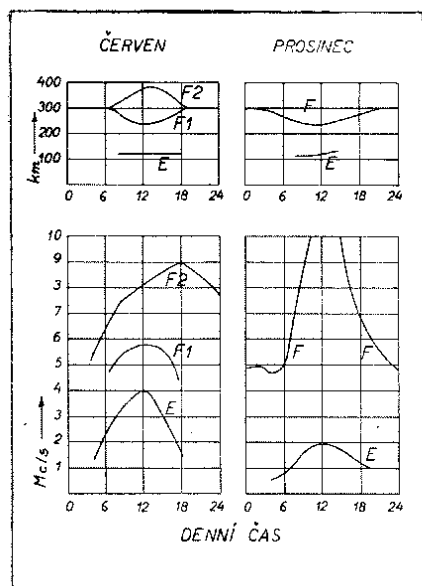 ČERVEN
PROSINEC
400
300
200
100
km
F2
F1
E
F
E
0 6 12 18 24
0 6 12 18 24
10
9
8
7
6
5
4
3
2
1
Mc/s
F2
F1
E
F F
E
0 6 12 18 24
0 6 12 18 24
DENNÍ ČAS